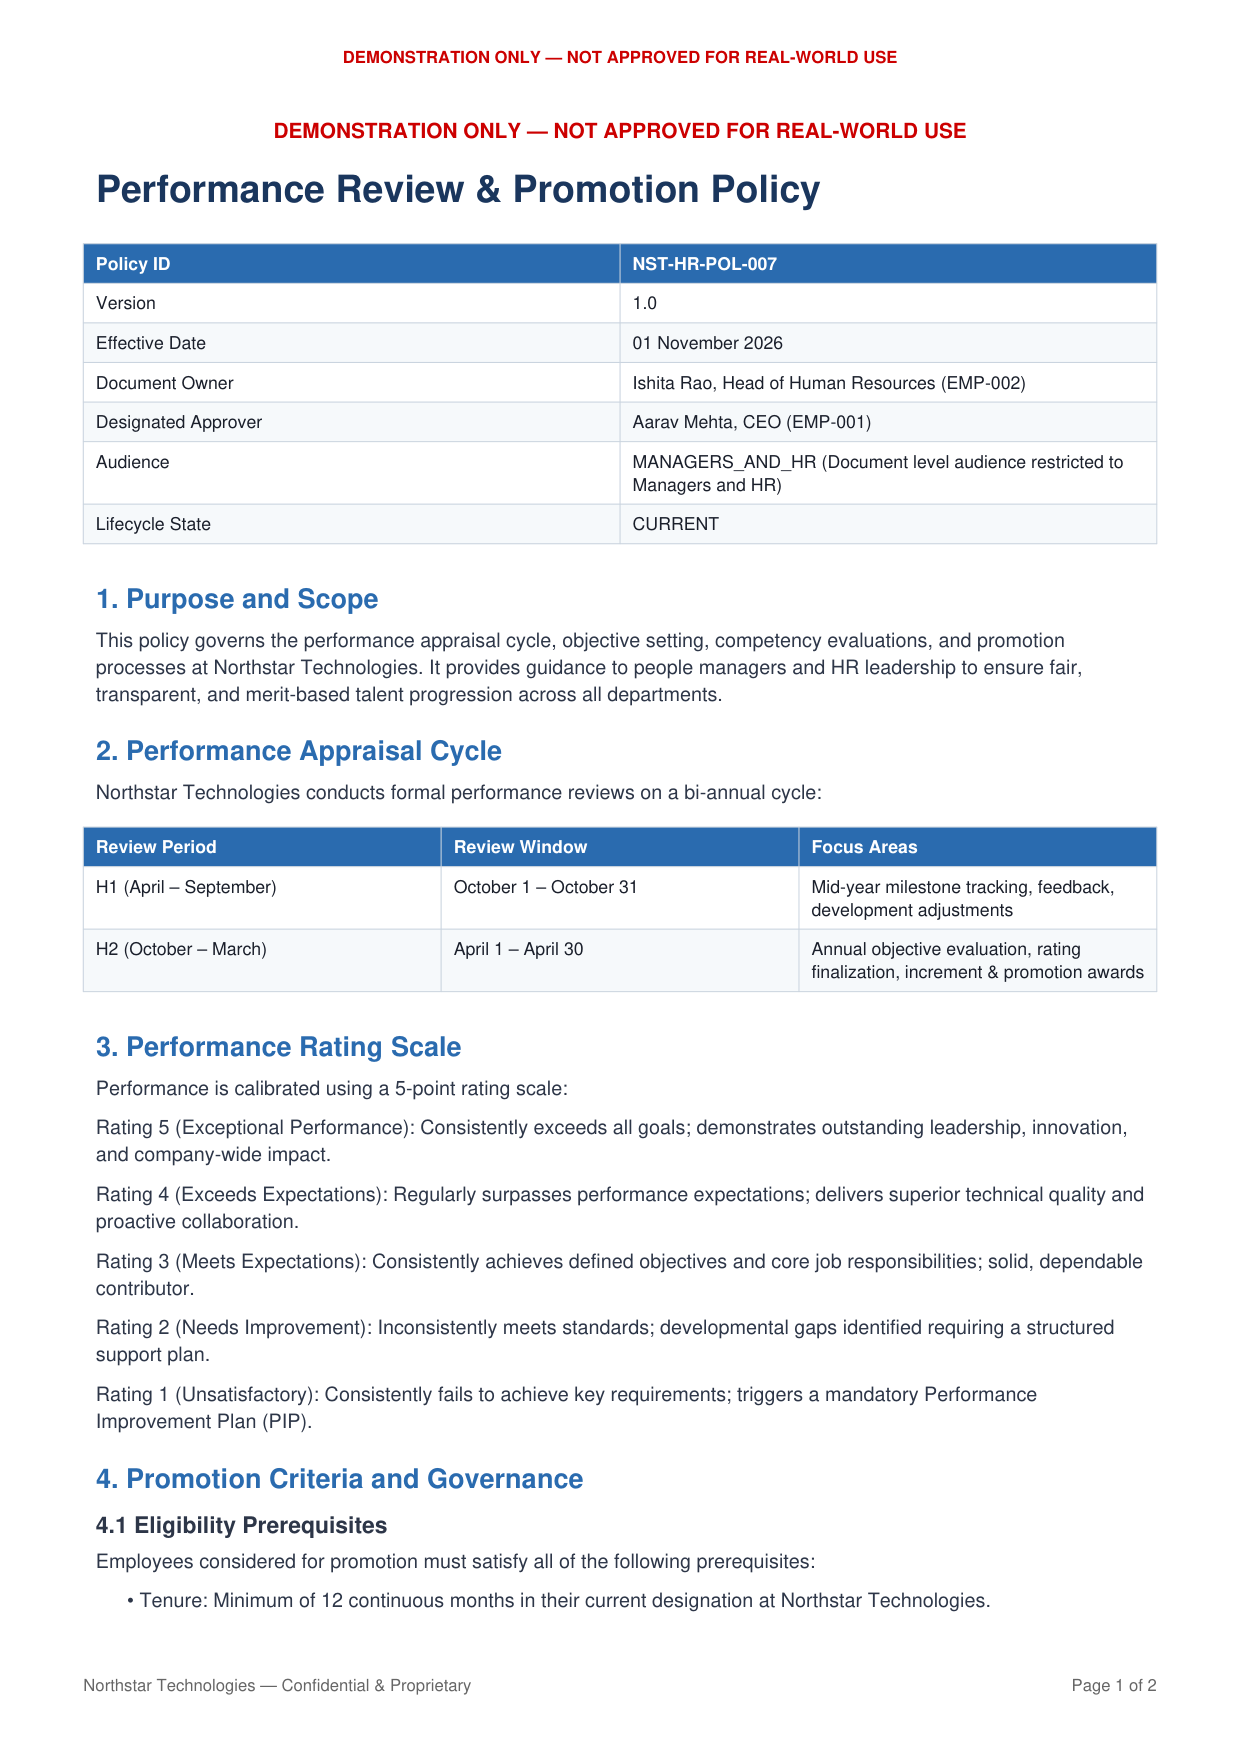 DEMONSTRATION ONLY — NOT APPROVED FOR REAL-WORLD USE
DEMONSTRATION ONLY — NOT APPROVED FOR REAL-WORLD USE
Performance Review & Promotion Policy
Policy ID NST-HR-POL-007
Version 1.0
Effective Date 01 November 2026
Document Owner Ishita Rao, Head of Human Resources (EMP-002)
Designated Approver Aarav Mehta, CEO (EMP-001)
Audience MANAGERS_AND_HR (Document level audience restricted to
Managers and HR)
Lifecycle State CURRENT
1. Purpose and Scope
This policy governs the performance appraisal cycle, objective setting, competency evaluations, and promotion
processes at Northstar Technologies. It provides guidance to people managers and HR leadership to ensure fair,
transparent, and merit-based talent progression across all departments.
2. Performance Appraisal Cycle
Northstar Technologies conducts formal performance reviews on a bi-annual cycle:
Review Period Review Window Focus Areas
H1 (April – September) October 1 – October 31 Mid-year milestone tracking, feedback,
development adjustments
H2 (October – March) April 1 – April 30 Annual objective evaluation, rating
finalization, increment & promotion awards
3. Performance Rating Scale
Performance is calibrated using a 5-point rating scale:
Rating 5 (Exceptional Performance): Consistently exceeds all goals; demonstrates outstanding leadership, innovation,
and company-wide impact.
Rating 4 (Exceeds Expectations): Regularly surpasses performance expectations; delivers superior technical quality and
proactive collaboration.
Rating 3 (Meets Expectations): Consistently achieves defined objectives and core job responsibilities; solid, dependable
contributor.
Rating 2 (Needs Improvement): Inconsistently meets standards; developmental gaps identified requiring a structured
support plan.
Rating 1 (Unsatisfactory): Consistently fails to achieve key requirements; triggers a mandatory Performance
Improvement Plan (PIP).
4. Promotion Criteria and Governance
4.1 Eligibility Prerequisites
Employees considered for promotion must satisfy all of the following prerequisites:
• Tenure: Minimum of 12 continuous months in their current designation at Northstar Technologies.
Northstar Technologies — Confidential & Proprietary Page 1 of 2